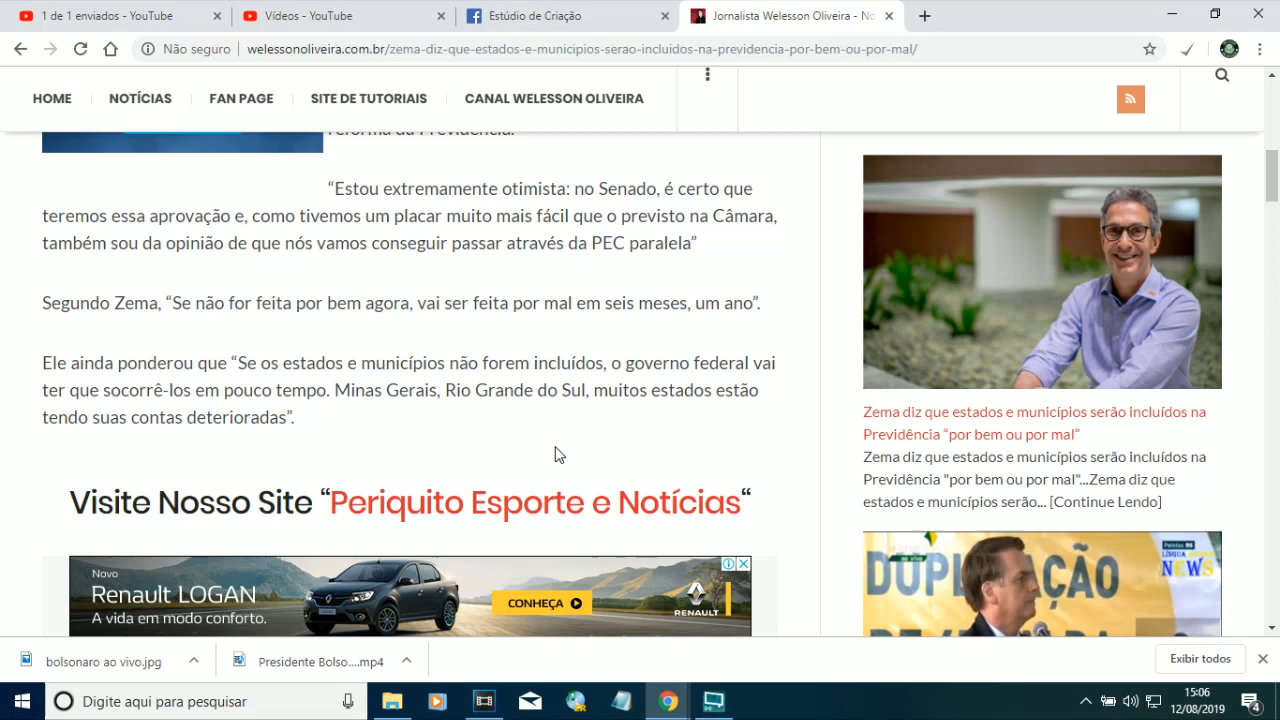 1 de 1 enviados - YouTube
Vídeos - YouTube
Estúdio de Criação
Jornalista Welesson Oliveira - No
Não seguro
welessonoliveira.com.br/zema-diz-que-estados-e-municipios-serao-incluidos-na-previdencia-por-bem-ou-por-mal/
HOME
NOTÍCIAS
FAN PAGE
SITE DE TUTORIAIS
CANAL WELESSON OLIVEIRA
reforma da Previdência.
“Estou extremamente otimista: no Senado, é certo que
teremos essa aprovação e, como tivemos um placar muito mais fácil que o previsto na Câmara,
também sou da opinião de que nós vamos conseguir passar através da PEC paralela”
Segundo Zema, “Se não for feita por bem agora, vai ser feita por mal em seis meses, um ano”.
Ele ainda ponderou que “Se os estados e municípios não forem incluídos, o governo federal vai
ter que socorrê-los em pouco tempo. Minas Gerais, Rio Grande do Sul, muitos estados estão
tendo suas contas deterioradas”.
Visite Nosso Site “Periquito Esporte e Notícias“
Novo
Renault LOGAN
A vida em modo conforto.
CONHEÇA
RENAULT
Zema diz que estados e municípios serão incluídos na
Previdência “por bem ou por mal”
Zema diz que estados e municípios serão incluídos na
Previdência "por bem ou por mal"...Zema diz que
estados e municípios serão... [Continue Lendo]
AO VIVO
DUPLICAÇÃO
Pelotas RS
NEWS
bolsonaro ao vivo.jpg
Presidente Bolso....mp4
Exibir todos
Digite aqui para pesquisar
15:06
12/08/2019
4